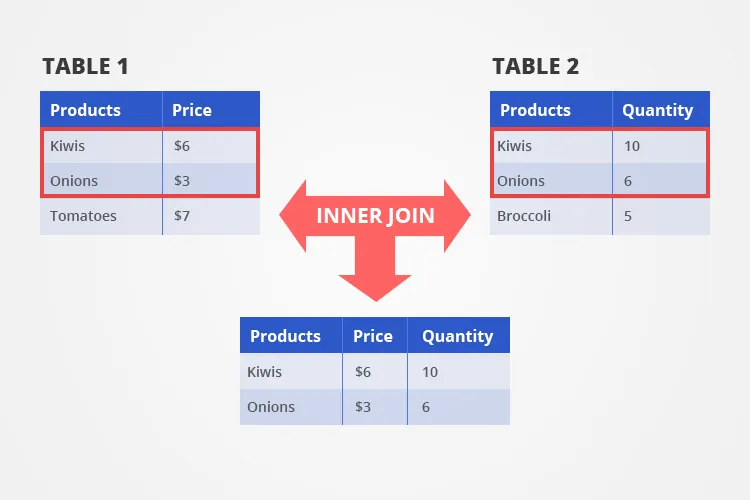 TABLE 1
Products Price
Kiwis $6
Onions $3
Tomatoes $7
TABLE 2
Products Quantity
Kiwis 10
Onions 6
Broccoli 5
INNER JOIN
Products Price Quantity
Kiwis $6 10
Onions $3 6